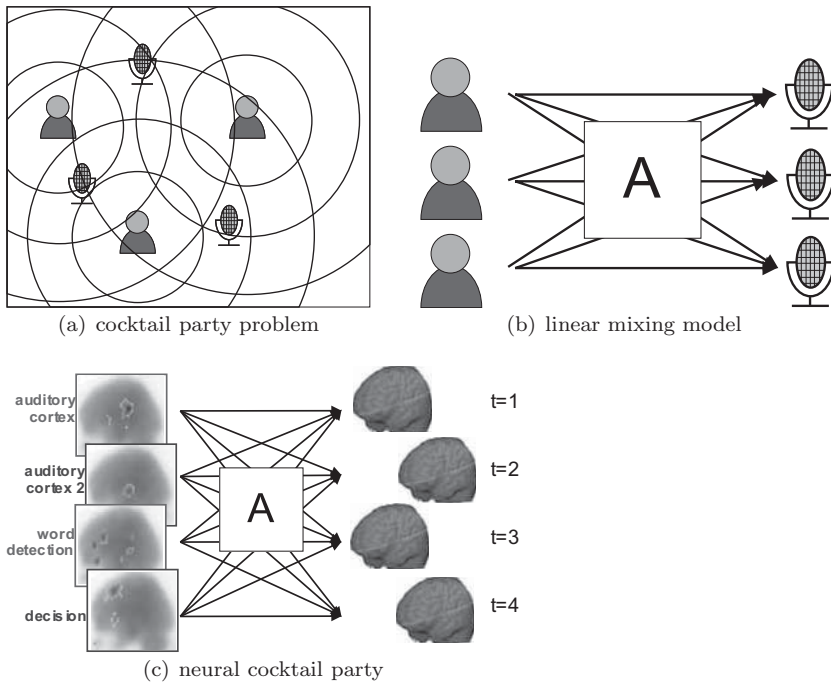 (a) cocktail party problem
A
(b) linear mixing model
auditory
cortex
auditory
cortex 2
word
detection
decision
A
t=1
t=2
t=3
t=4
(c) neural cocktail party